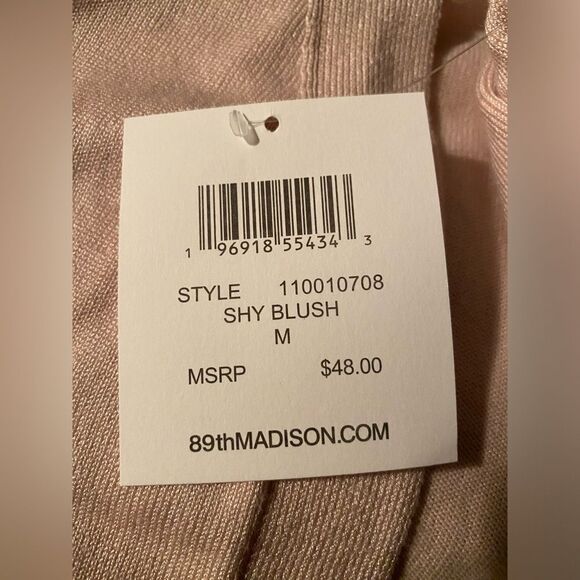 1 96918 55434 3
STYLE 110010708
SHY BLUSH
M
MSRP $48.00
89thMADISON.COM